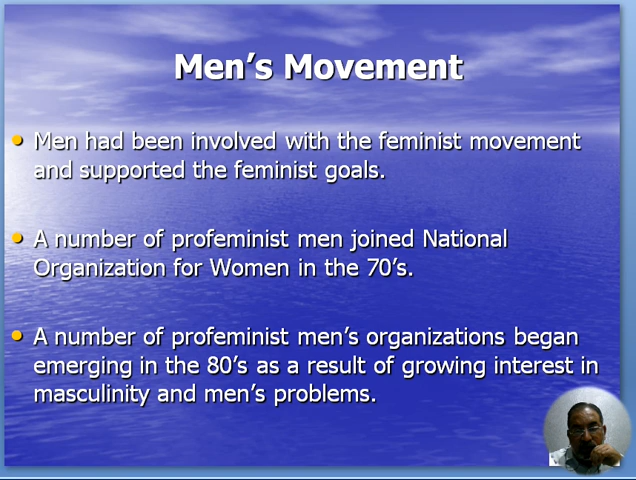 Men’s Movement
• Men had been involved with the feminist movement
and supported the feminist goals.
• A number of profeminist men joined National
Organization for Women in the 70’s.
• A number of profeminist men’s organizations began
emerging in the 80’s as a result of growing interest in
masculinity and men’s problems.